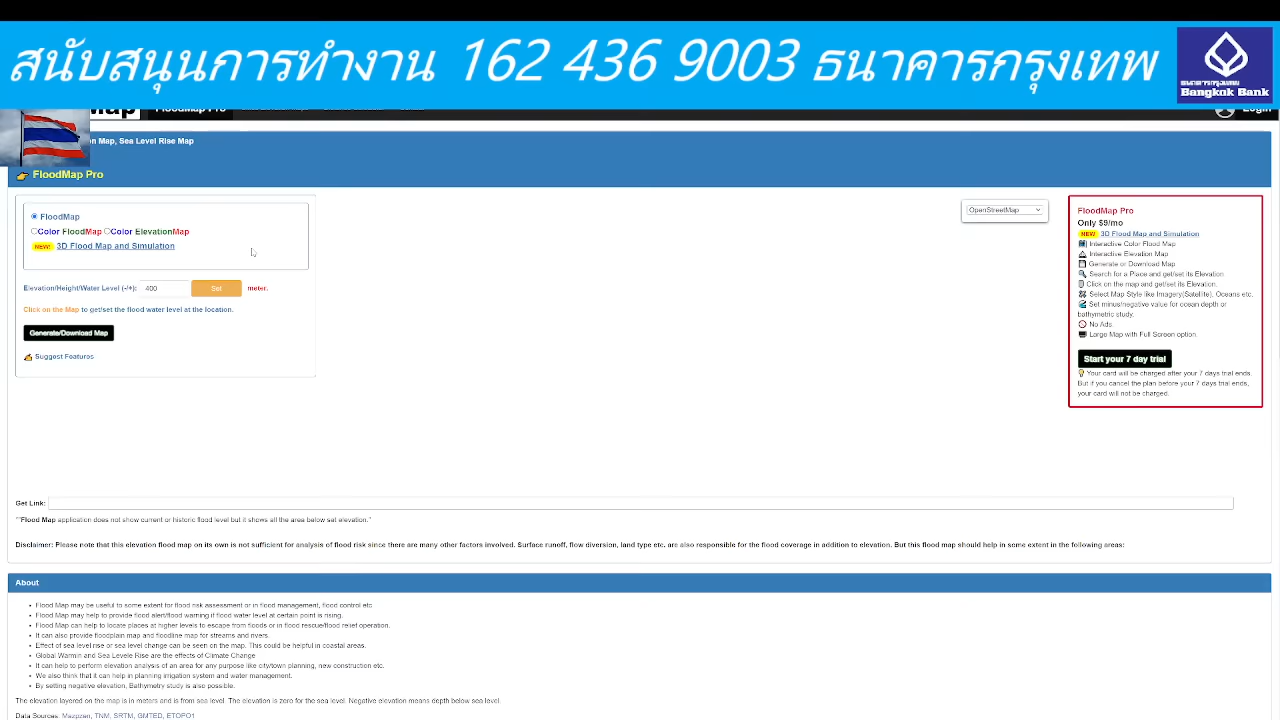 สนับสนุนการทำงาน 162 436 9003 ธนาคารกรุงเทพ
ธนาคารกรุงเทพ
Bangkok Bank
FloodMap Pro
Login
n Map, Sea Level Rise Map
FloodMap Pro
FloodMap
Color FloodMap Color ElevationMap
NEW! 3D Flood Map and Simulation
Elevation/Height/Water Level (-/+): 400 Set meter.
Click on the Map to get/set the flood water level at the location.
Generate/Download Map
Suggest Features
OpenStreetMap
FloodMap Pro
Only $9/mo
NEW 3D Flood Map and Simulation
Interactive Color Flood Map
Interactive Elevation Map
Generate or Download Map
Search for a Place and get/set its Elevation
Click on the map and get/set its Elevation.
Select Map Style like Imagery(Satellite), Oceans etc.
Set minus/negative value for ocean depth or
bathymetric study.
No Ads
Large Map with Full Screen option.
Start your 7 day trial
Your card will be charged after your 7 days trial ends.
But if you cancel the plan before your 7 days trial ends,
your card will not be charged.
Get Link:
""Flood Map application does not show current or historic flood level but it shows all the area below set elevation."
Disclaimer: Please note that this elevation flood map on its own is not sufficient for analysis of flood risk since there are many other factors involved. Surface runoff, flow diversion, land type etc. are also responsible for the flood coverage in addition to elevation. But this flood map should help in some extent in the following areas:
About
• Flood Map may be useful to some extent for flood risk assessment or in flood management, flood control etc.
• Flood Map may help to provide flood alert/flood warning if flood water level at certain point is rising.
• Flood Map can help to locate places at higher levels to escape from floods or in flood rescue/flood relief operation.
• It can also provide floodplain map and floodline map for streams and rivers.
• Effect of sea level rise or sea level change can be seen on the map. This could be helpful in coastal areas.
• Global Warmin and Sea Levele Rise are the effects of Climate Change
• It can help to perform elevation analysis of an area for any purpose like city/town planning, new construction etc.
• We also think that it can help in planning irrigation system and water management.
• By setting negative elevation, Bathymetry study is also possible.
The elevation layered on the map is in meters and is from sea level. The elevation is zero for the sea level. Negative elevation means depth below sea level.
Data Sources: Mazpzen, TNM, SRTM, GMTED, ETOPO1